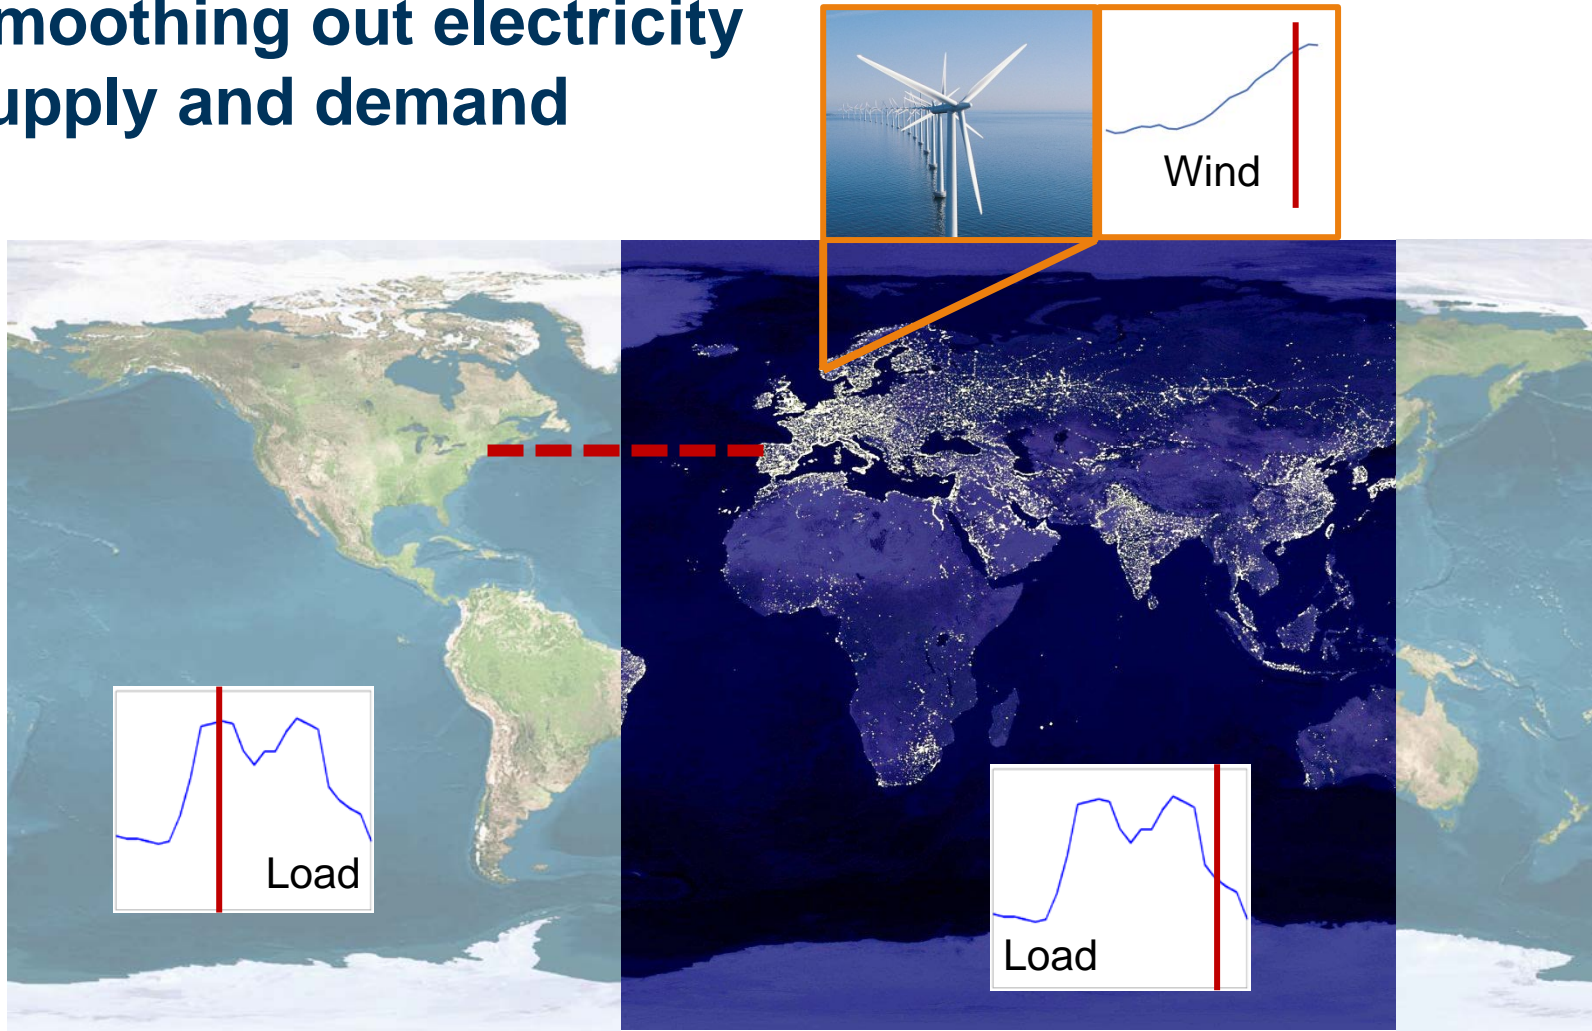 moothing out electricity
upply and demand
Wind
Load
Load